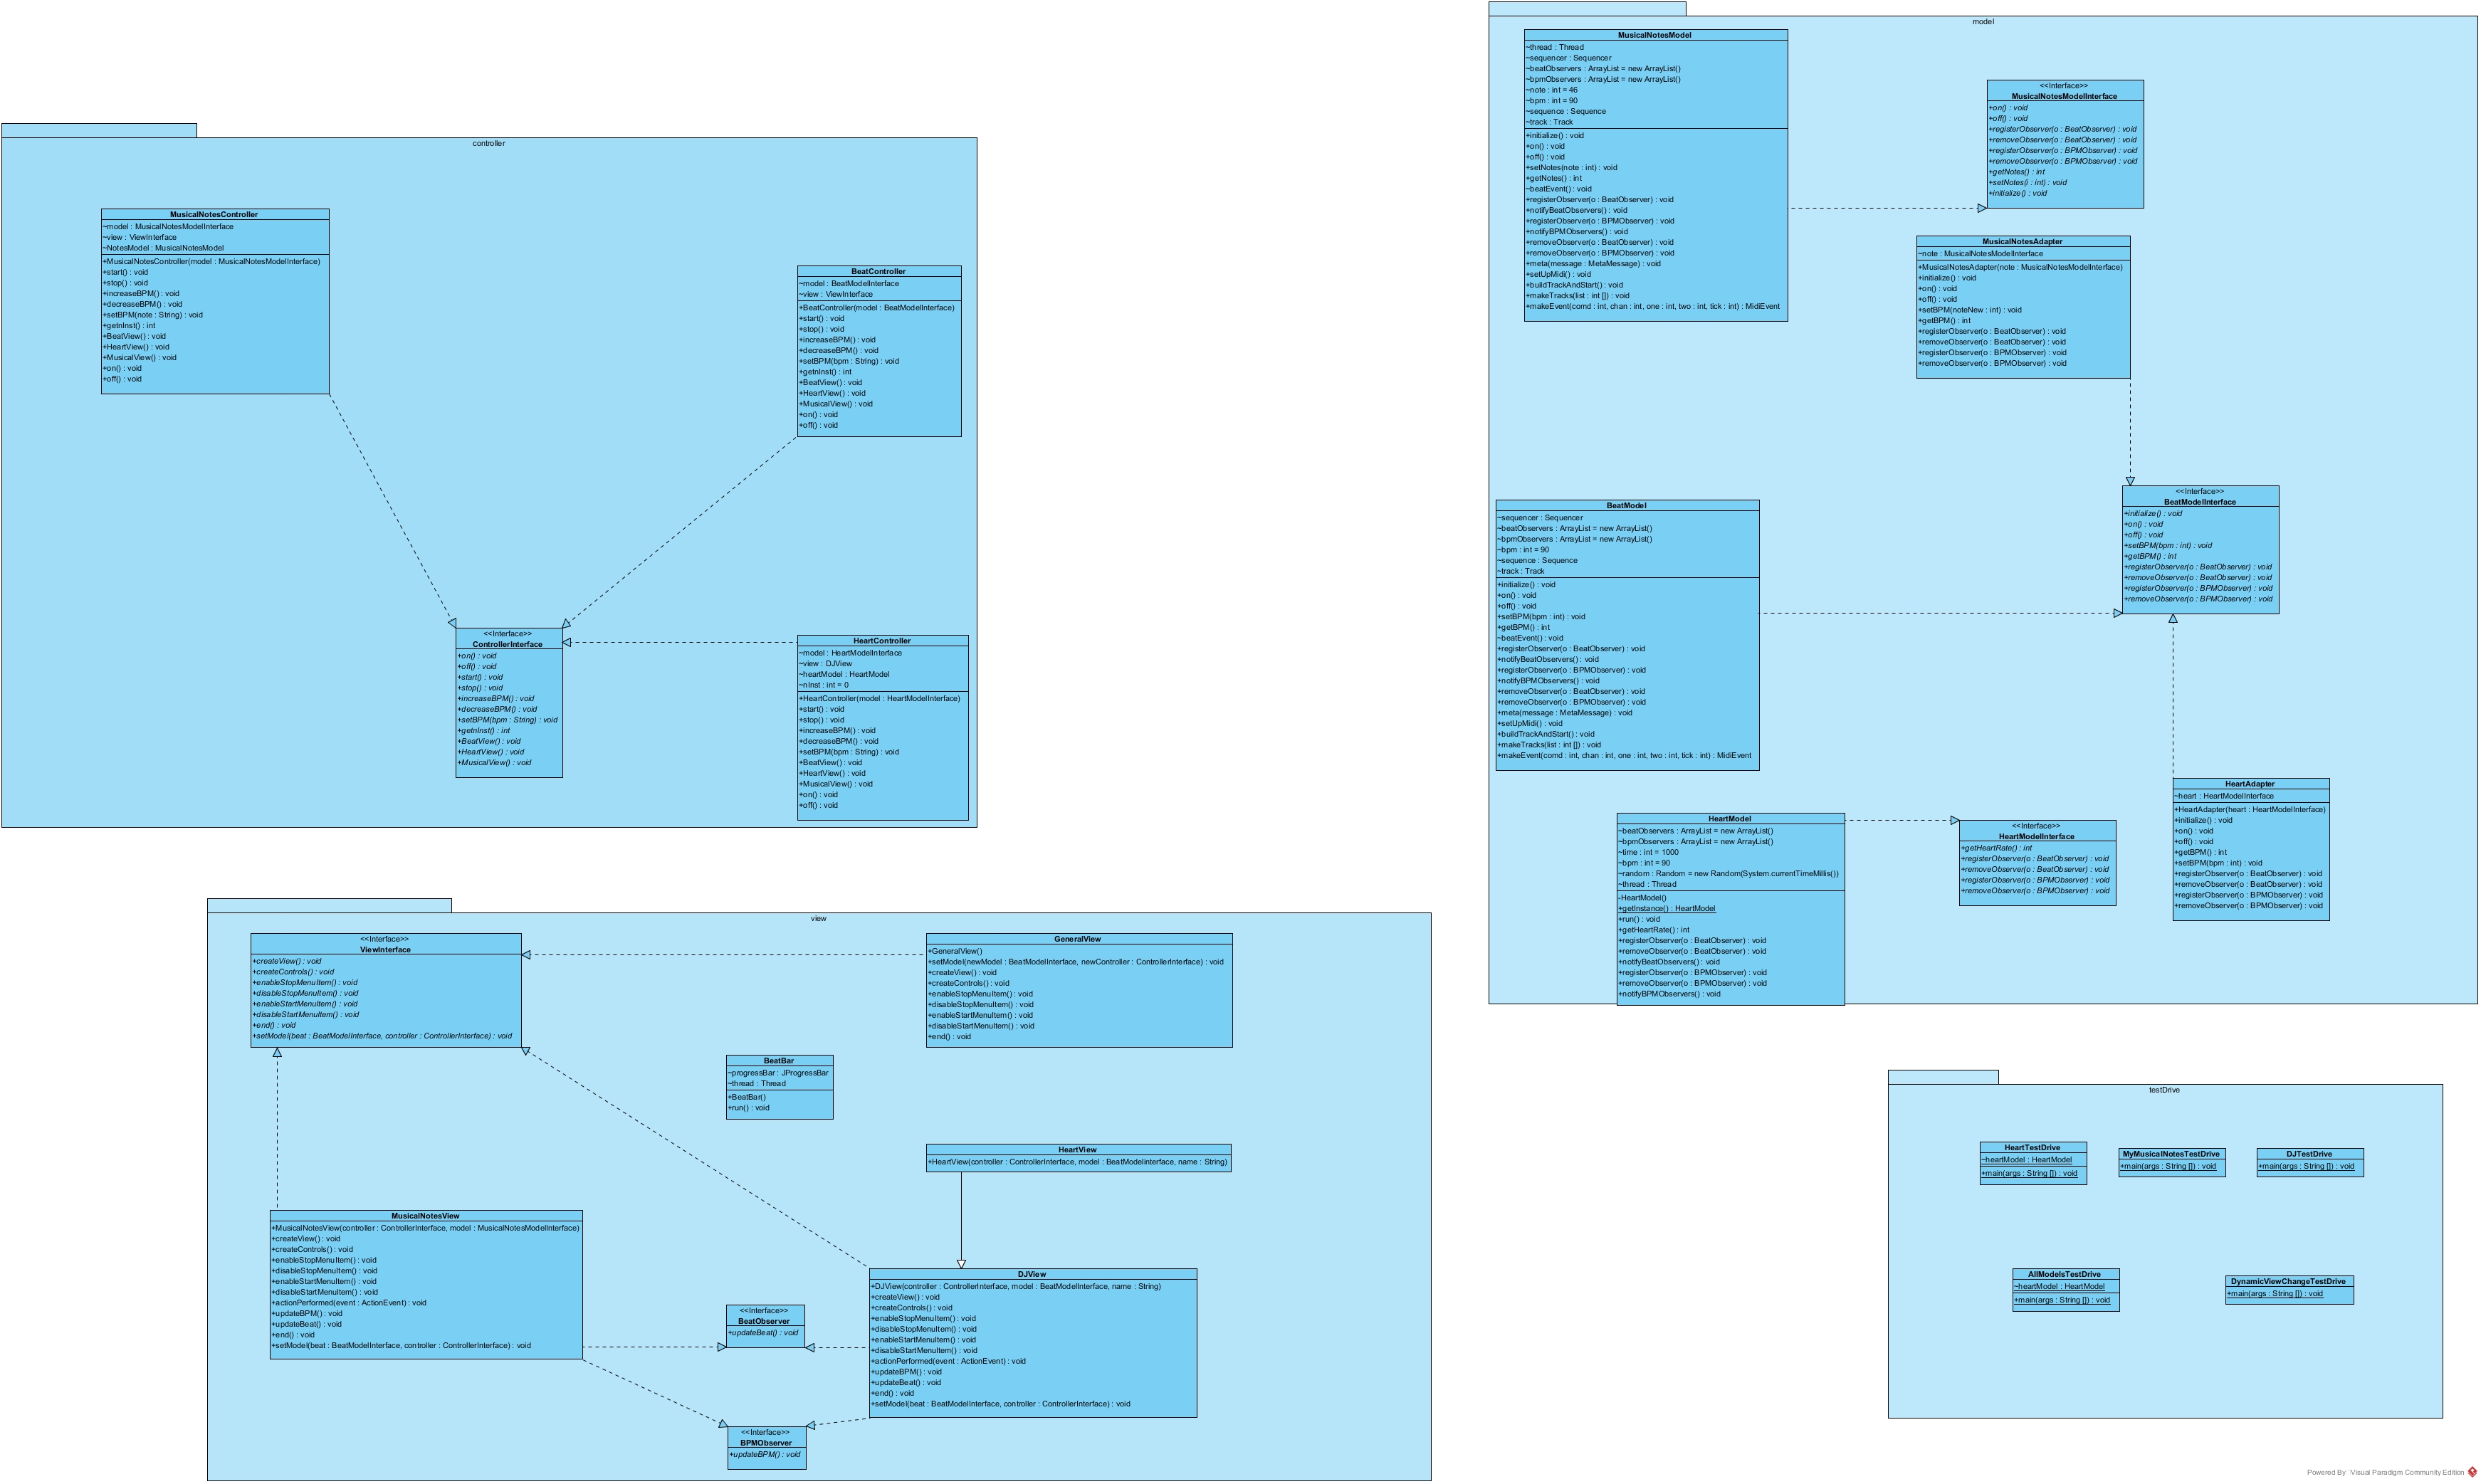 controller
MusicalNotesController
~model : MusicalNotesModelInterface
~view : ViewInterface
~NotesModel : MusicalNotesModel
+MusicalNotesController(model : MusicalNotesModelInterface)
+start() : void
+stop() : void
+increaseBPM() : void
+decreaseBPM() : void
+setBPM(note : String) : void
+getnInst() : int
+BeatView() : void
+HeartView() : void
+MusicalView() : void
+on() : void
+off() : void
BeatController
~model : BeatModelInterface
~view : ViewInterface
+BeatController(model : BeatModelInterface)
+start() : void
+stop() : void
+increaseBPM() : void
+decreaseBPM() : void
+setBPM(bpm : String) : void
+getnInst() : int
+BeatView() : void
+HeartView() : void
+MusicalView() : void
+on() : void
+off() : void
<<Interface>>
ControllerInterface
+on() : void
+off() : void
+start() : void
+stop() : void
+increaseBPM() : void
+decreaseBPM() : void
+setBPM(bpm : String) : void
+getnInst() : int
+BeatView() : void
+HeartView() : void
+MusicalView() : void
HeartController
~model : HeartModelInterface
~view : DJView
~heartModel : HeartModel
~nInst : int = 0
+HeartController(model : HeartModelInterface)
+start() : void
+stop() : void
+increaseBPM() : void
+decreaseBPM() : void
+setBPM(bpm : String) : void
+BeatView() : void
+HeartView() : void
+MusicalView() : void
+on() : void
+off() : void
model
MusicalNotesModel
~thread : Thread
~sequencer : Sequencer
~beatObservers : ArrayList = new ArrayList()
~bpmObservers : ArrayList = new ArrayList()
~note : int = 46
~bpm : int = 90
~sequence : Sequence
~track : Track
+initialize() : void
+on() : void
+off() : void
+setNotes(note : int) : void
+getNotes() : int
~beatEvent() : void
+registerObserver(o : BeatObserver) : void
+notifyBeatObservers() : void
+registerObserver(o : BPMObserver) : void
+notifyBPMObservers() : void
+removeObserver(o : BeatObserver) : void
+removeObserver(o : BPMObserver) : void
+meta(message : MetaMessage) : void
+setUpMidi() : void
+buildTrackAndStart() : void
+makeTracks(list : int []) : void
+makeEvent(comd : int, chan : int, one : int, two : int, tick : int) : MidiEvent
<<Interface>>
MusicalNotesModelInterface
+on() : void
+off() : void
+registerObserver(o : BeatObserver) : void
+removeObserver(o : BeatObserver) : void
+registerObserver(o : BPMObserver) : void
+removeObserver(o : BPMObserver) : void
+getNotes() : int
+setNotes(i : int) : void
+initialize() : void
MusicalNotesAdapter
~note : MusicalNotesModelInterface
+MusicalNotesAdapter(note : MusicalNotesModelInterface)
+initialize() : void
+on() : void
+off() : void
+setBPM(noteNew : int) : void
+getBPM() : int
+registerObserver(o : BeatObserver) : void
+removeObserver(o : BeatObserver) : void
+registerObserver(o : BPMObserver) : void
+removeObserver(o : BPMObserver) : void
<<Interface>>
BeatModelInterface
+initialize() : void
+on() : void
+off() : void
+setBPM(bpm : int) : void
+getBPM() : int
+registerObserver(o : BeatObserver) : void
+removeObserver(o : BeatObserver) : void
+registerObserver(o : BPMObserver) : void
+removeObserver(o : BPMObserver) : void
BeatModel
~sequencer : Sequencer
~beatObservers : ArrayList = new ArrayList()
~bpmObservers : ArrayList = new ArrayList()
~bpm : int = 90
~sequence : Sequence
~track : Track
+initialize() : void
+on() : void
+off() : void
+setBPM(bpm : int) : void
+getBPM() : int
~beatEvent() : void
+registerObserver(o : BeatObserver) : void
+notifyBeatObservers() : void
+registerObserver(o : BPMObserver) : void
+notifyBPMObservers() : void
+removeObserver(o : BeatObserver) : void
+removeObserver(o : BPMObserver) : void
+meta(message : MetaMessage) : void
+setUpMidi() : void
+buildTrackAndStart() : void
+makeTracks(list : int []) : void
+makeEvent(comd : int, chan : int, one : int, two : int, tick : int) : MidiEvent
HeartModel
~beatObservers : ArrayList = new ArrayList()
~bpmObservers : ArrayList = new ArrayList()
~time : int = 1000
~bpm : int = 90
~random : Random = new Random(System.currentTimeMillis())
~thread : Thread
-HeartModel()
+getInstance() : HeartModel
+run() : void
+getHeartRate() : int
+registerObserver(o : BeatObserver) : void
+removeObserver(o : BeatObserver) : void
+notifyBeatObservers() : void
+registerObserver(o : BPMObserver) : void
+removeObserver(o : BPMObserver) : void
+notifyBPMObservers() : void
<<Interface>>
HeartModelInterface
+getHeartRate() : int
+registerObserver(o : BeatObserver) : void
+removeObserver(o : BeatObserver) : void
+registerObserver(o : BPMObserver) : void
+removeObserver(o : BPMObserver) : void
HeartAdapter
~heart : HeartModelInterface
+HeartAdapter(heart : HeartModelInterface)
+initialize() : void
+on() : void
+off() : void
+getBPM() : int
+setBPM(bpm : int) : void
+registerObserver(o : BeatObserver) : void
+removeObserver(o : BeatObserver) : void
+registerObserver(o : BPMObserver) : void
+removeObserver(o : BPMObserver) : void
view
<<Interface>>
ViewInterface
+createView() : void
+createControls() : void
+enableStopMenuItem() : void
+disableStopMenuItem() : void
+enableStartMenuItem() : void
+disableStartMenuItem() : void
+end() : void
+setModel(beat : BeatModelInterface, controller : ControllerInterface) : void
GeneralView
+GeneralView()
+setModel(newModel : BeatModelInterface, newController : ControllerInterface) : void
+createView() : void
+createControls() : void
+enableStopMenuItem() : void
+disableStopMenuItem() : void
+enableStartMenuItem() : void
+disableStartMenuItem() : void
+end() : void
BeatBar
~progressBar : JProgressBar
~thread : Thread
+BeatBar()
+run() : void
HeartView
+HeartView(controller : ControllerInterface, model : BeatModelinterface, name : String)
MusicalNotesView
+MusicalNotesView(controller : ControllerInterface, model : MusicalNotesModelInterface)
+createView() : void
+createControls() : void
+enableStopMenuItem() : void
+disableStopMenuItem() : void
+enableStartMenuItem() : void
+disableStartMenuItem() : void
+actionPerformed(event : ActionEvent) : void
+updateBPM() : void
+updateBeat() : void
+end() : void
+setModel(beat : BeatModelInterface, controller : ControllerInterface) : void
<<Interface>>
BeatObserver
+updateBeat() : void
DJView
+DJView(controller : ControllerInterface, model : BeatModelInterface, name : String)
+createView() : void
+createControls() : void
+enableStopMenuItem() : void
+disableStopMenuItem() : void
+enableStartMenuItem() : void
+disableStartMenuItem() : void
+actionPerformed(event : ActionEvent) : void
+updateBPM() : void
+updateBeat() : void
+end() : void
+setModel(beat : BeatModelInterface, controller : ControllerInterface) : void
<<Interface>>
BPMObserver
+updateBPM() : void
testDrive
HeartTestDrive
~heartModel : HeartModel
+main(args : String []) : void
MyMusicalNotesTestDrive
+main(args : String []) : void
DJTestDrive
+main(args : String []) : void
AllModelsTestDrive
~heartModel : HeartModel
+main(args : String []) : void
DynamicViewChangeTestDrive
+main(args : String []) : void
Powered By Visual Paradigm Community Edition